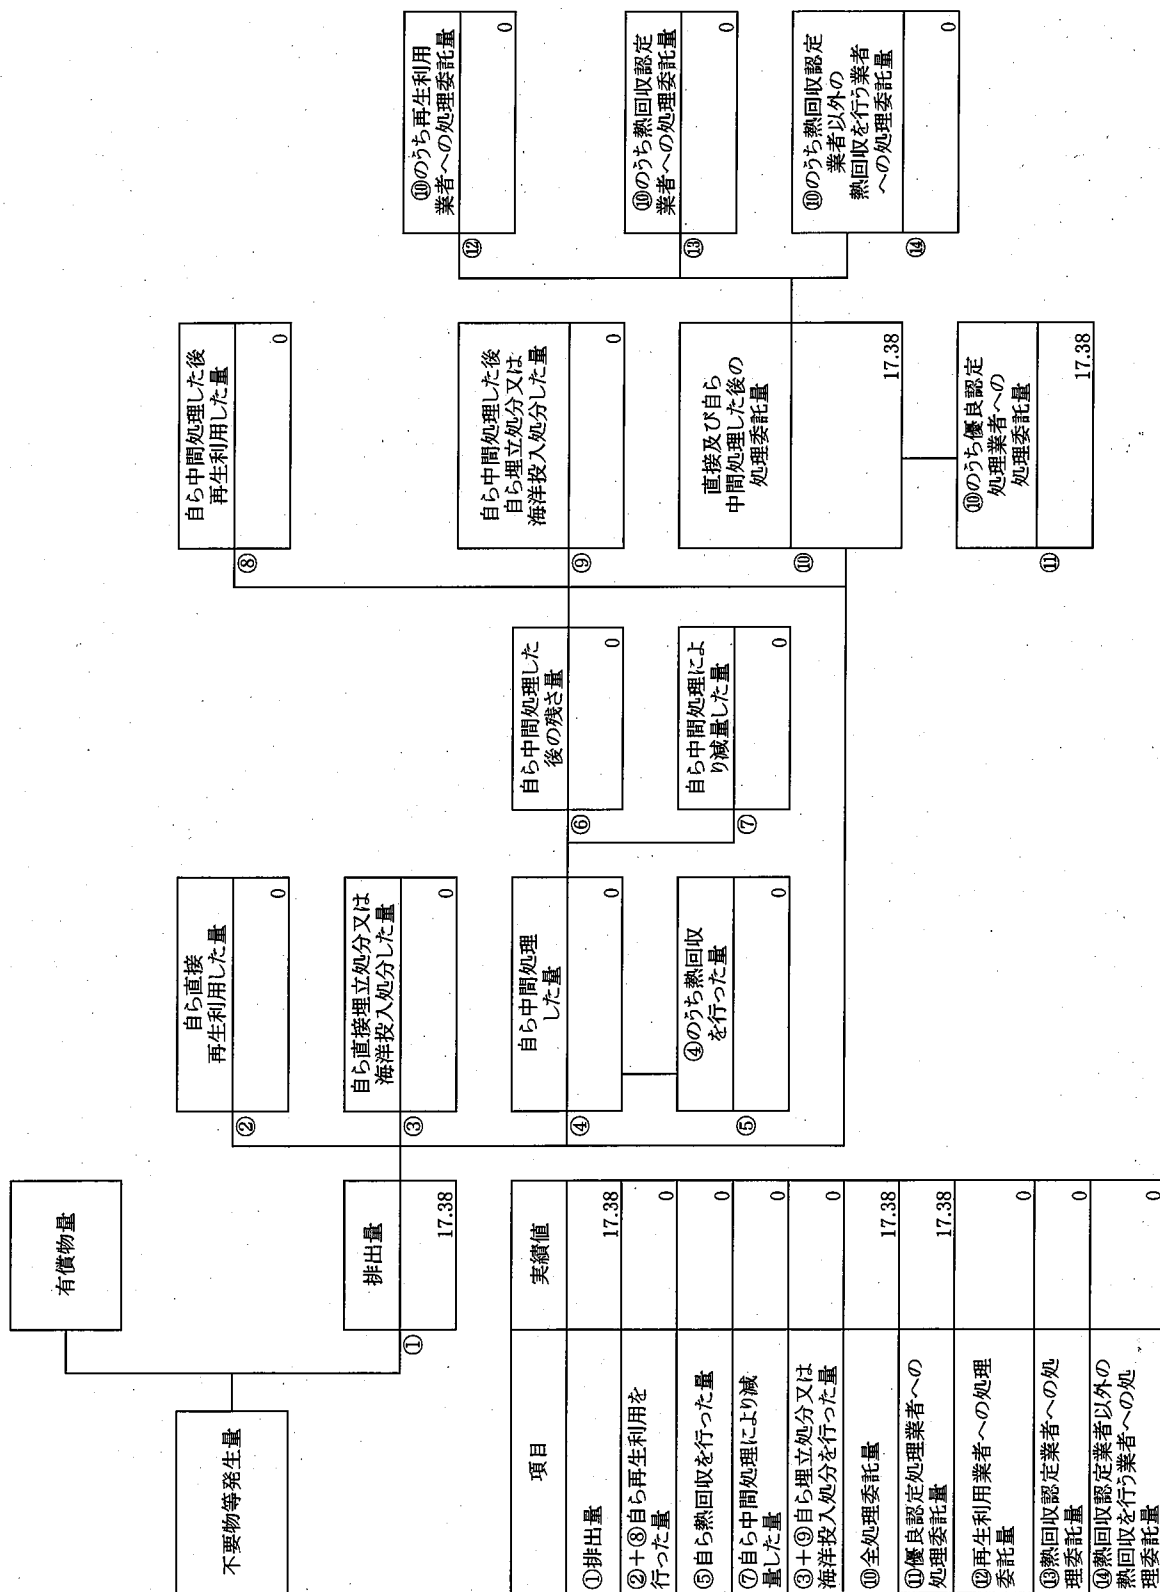 不要物等発生量
有償物量
①
排出量
17.38
②
自ら直接
再生利用した量
0
③
自ら直接埋立処分又は
海洋投入処分した量
0
④
自ら中間処理
した量
0
⑤
④のうち熱回収
を行った量
0
⑥
自ら中間処理した
後の残さ量
0
⑦
自ら中間処理によ
り減量した量
0
⑧
自ら中間処理した後
再生利用した量
0
⑨
自ら中間処理した後
自ら埋立処分又は
海洋投入処分した量
0
⑩
直接及び自ら
中間処理した後の
処理委託量
17.38
⑪
⑩のうち優良認定
処理業者への
処理委託量
17.38
⑫
⑩のうち再生利用
業者への処理委託量
0
⑬
⑩のうち熱回収認定
業者への処理委託量
0
⑭
⑩のうち熱回収認定
業者以外の
熱回収を行う業者
への処理委託量
0
項目 実績値
①排出量 17.38
②+⑧自ら再生利用を
行った量 0
⑤自ら熱回収を行った量 0
⑦自ら中間処理により減
量した量 0
③+⑨自ら埋立処分又は
海洋投入処分を行った量 0
⑩全処理委託量 17.38
⑪優良認定処理業者への
処理委託量 17.38
⑫再生利用業者への処理
委託量 0
⑬熱回収認定業者への処
理委託量 0
⑭熱回収認定業者以外の
熱回収を行う業者への処
理委託量 0